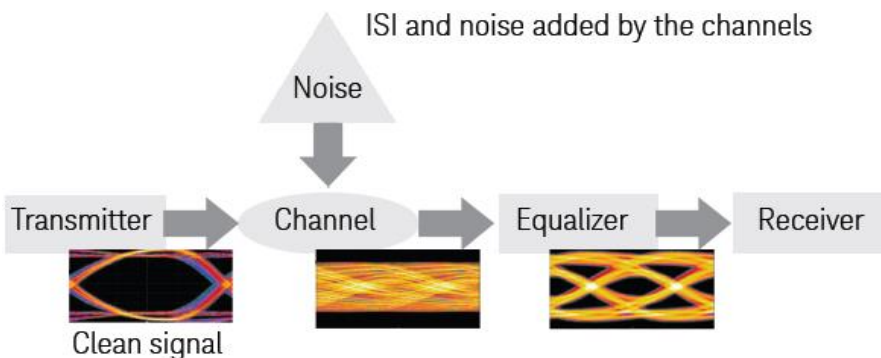 ISI and noise added by the channels
Noise
Transmitter
Channel
Equalizer
Receiver
Clean signal